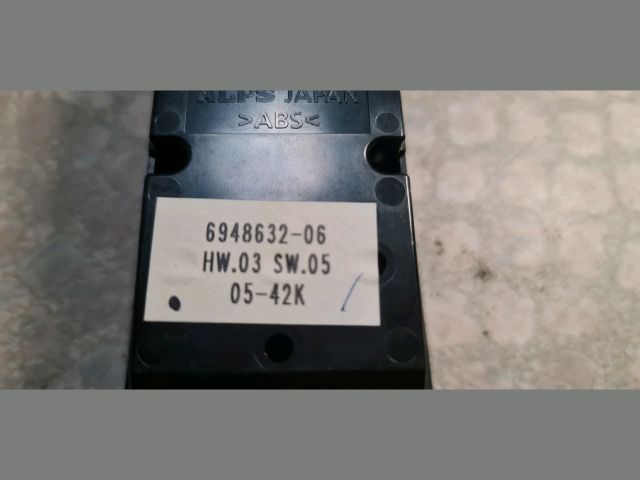 ALPS JAPAN
>ABS<
6948632-06
HW.03 SW.05
05-42K